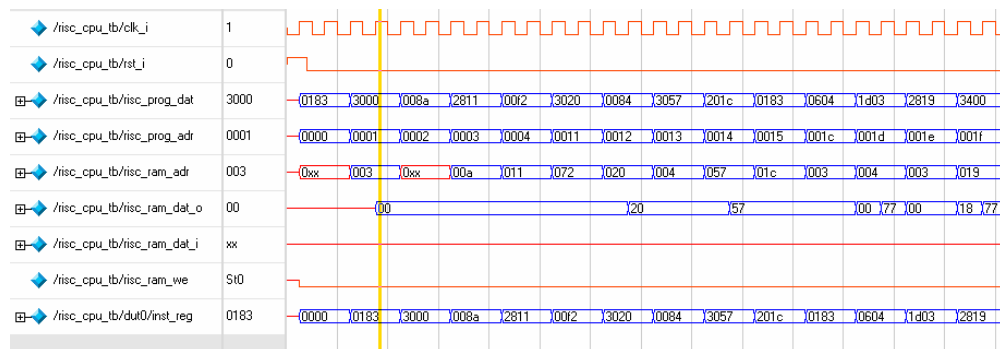 /risc_cpu_tb/clk_i 1
/risc_cpu_tb/rst_i 0
/risc_cpu_tb/risc_prog_dat 3000 0183 3000 008a 2811 00f2 3020 0084 3057 201c 0183 0604 1d03 2819 3400
/risc_cpu_tb/risc_prog_adr 0001 0000 0001 0002 0003 0004 0011 0012 0013 0014 0015 001c 001d 001e 001f
/risc_cpu_tb/risc_ram_adr 003 0xx 003 0xx 00a 011 072 020 004 057 01c 003 004 003 019
/risc_cpu_tb/risc_ram_dat_o 00 00 20 57 00 77 00 18 77
/risc_cpu_tb/risc_ram_dat_i xx
/risc_cpu_tb/risc_ram_we St0
/risc_cpu_tb/dut0/inst_reg 0183 0000 0183 3000 008a 2811 00f2 3020 0084 3057 201c 0183 0604 1d03 2819